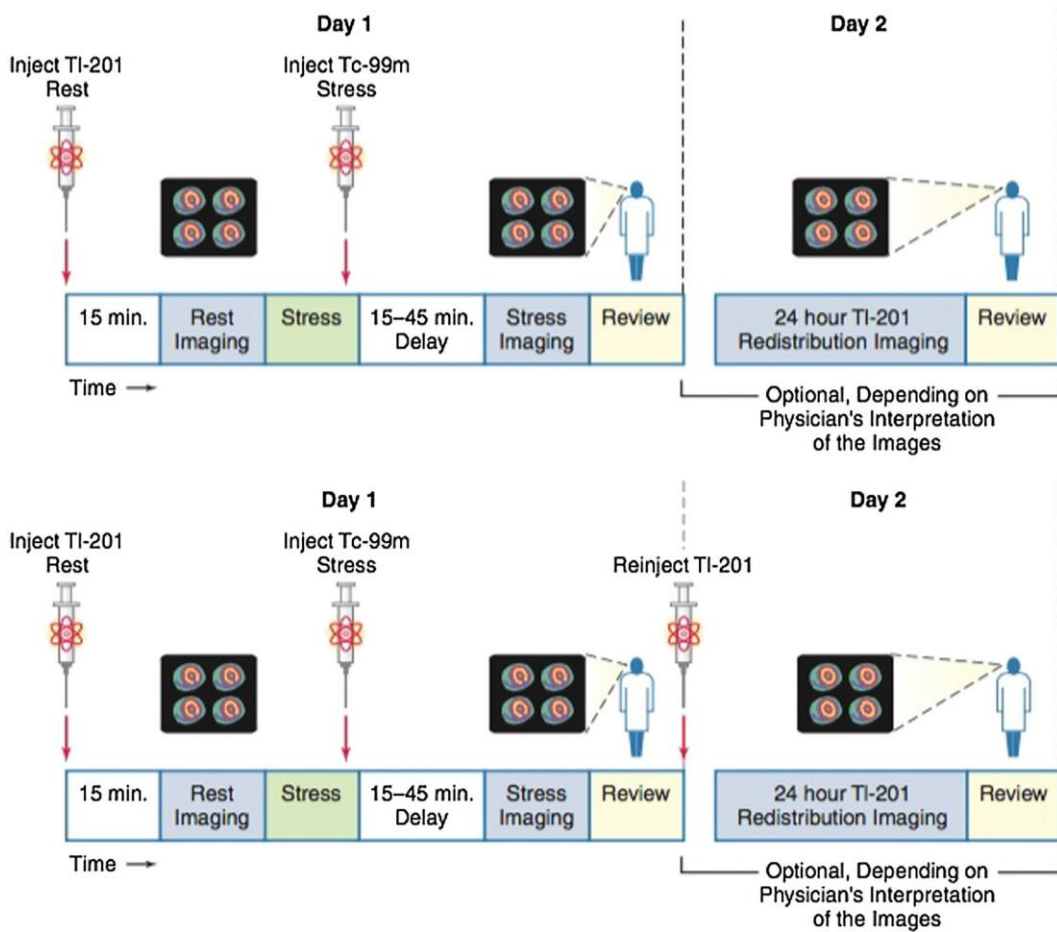 Day 1
Day 2
Inject Tl-201
Rest
Inject Tc-99m
Stress
15 min.
Rest
Imaging
Stress
15–45 min.
Delay
Stress
Imaging
Review
24 hour Tl-201
Redistribution Imaging
Review
Time
Optional, Depending on
Physician's Interpretation
of the Images
Day 1
Day 2
Inject Tl-201
Rest
Inject Tc-99m
Stress
Reinject Tl-201
15 min.
Rest
Imaging
Stress
15–45 min.
Delay
Stress
Imaging
Review
24 hour Tl-201
Redistribution Imaging
Review
Time
Optional, Depending on
Physician's Interpretation
of the Images